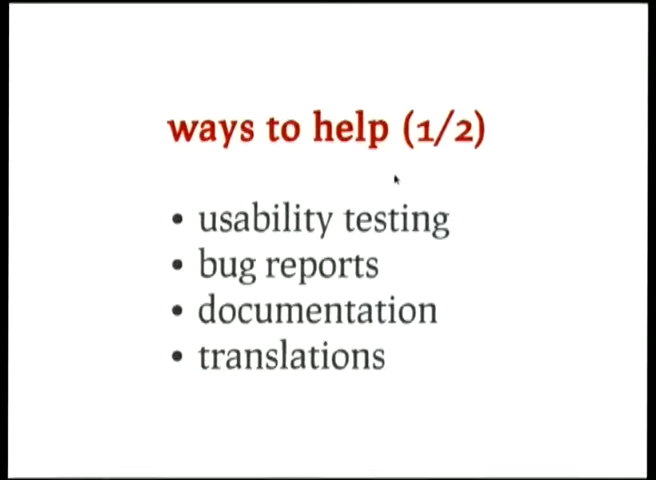 ways to help (1/2)
• usability testing
• bug reports
• documentation
• translations